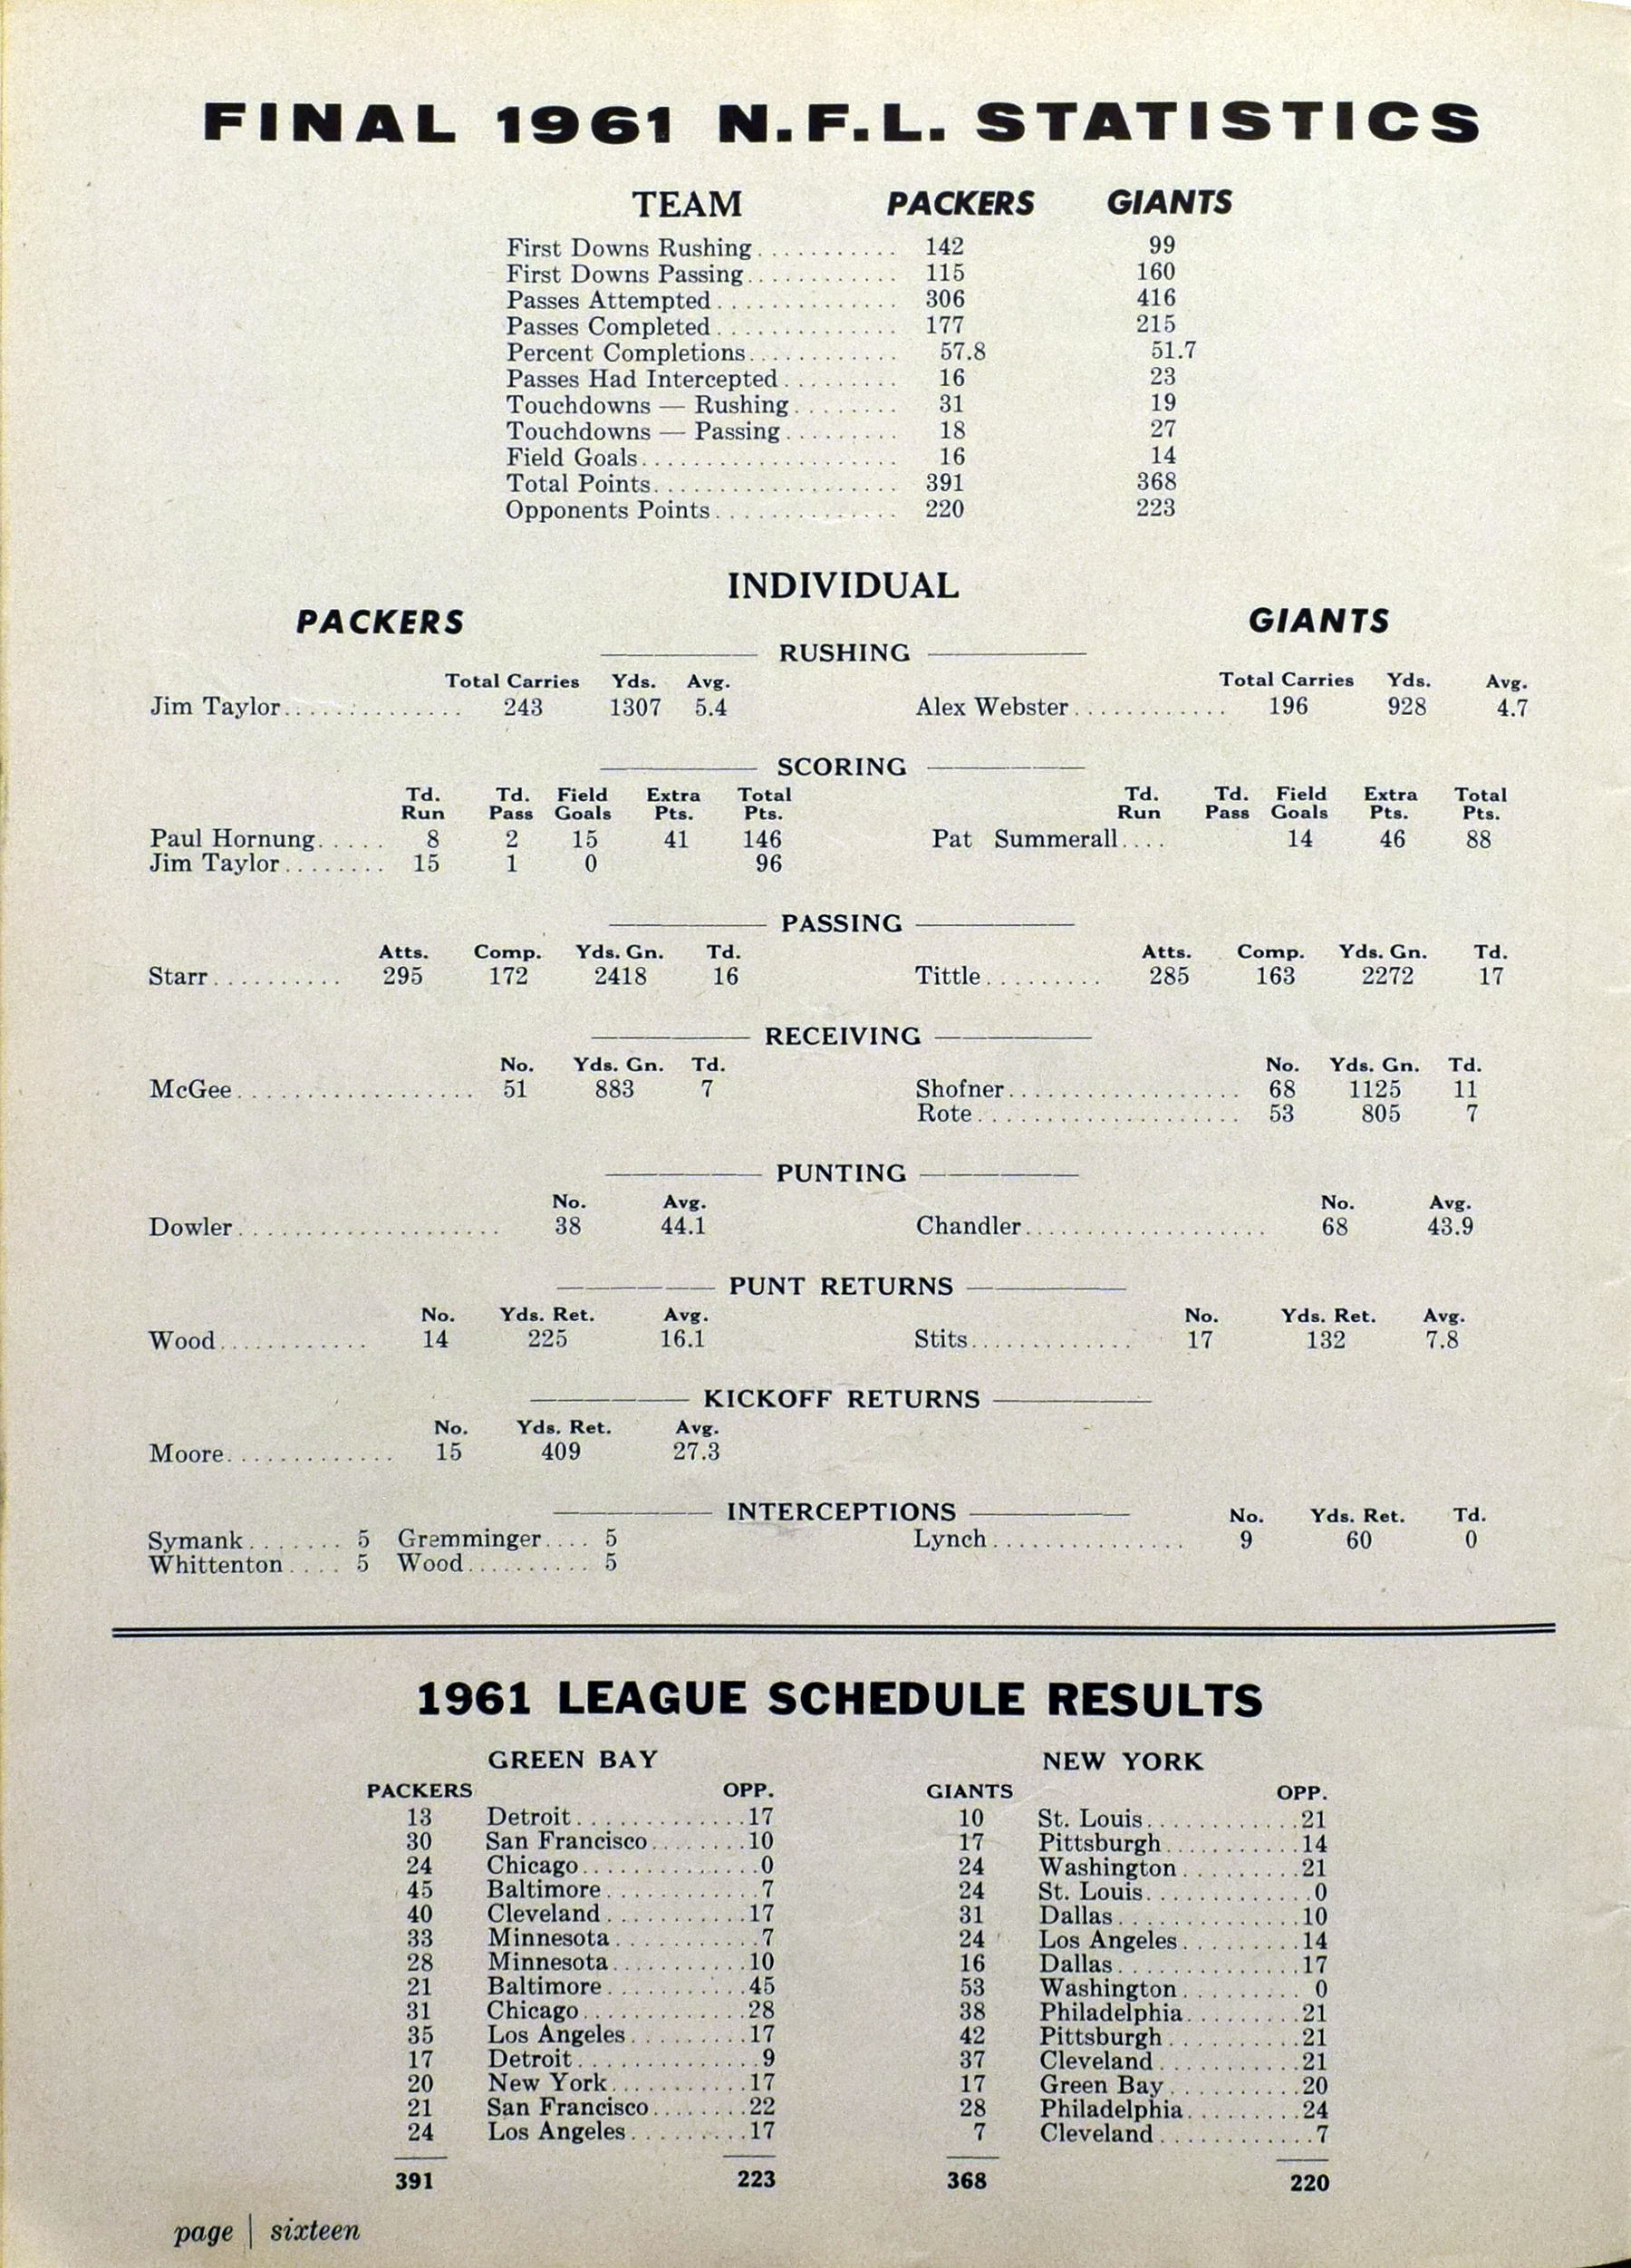 FINAL 1961 N.F.L. STATISTICS
TEAM PACKERS GIANTS
First Downs Rushing........... 142 99
First Downs Passing............ 115 160
Passes Attempted.............. 306 416
Passes Completed.............. 177 215
Percent Completions............ 57.8 51.7
Passes Had Intercepted......... 16 23
Touchdowns — Rushing........ 31 19
Touchdowns — Passing......... 18 27
Field Goals.................... 16 14
Total Points................... 391 368
Opponents Points............... 220 223
INDIVIDUAL
PACKERS GIANTS
RUSHING
Total Carries Yds. Avg. Total Carries Yds. Avg.
Jim Taylor.............. 243 1307 5.4 Alex Webster............ 196 928 4.7
SCORING
Td. Td. Field Extra Total Td. Td. Field Extra Total
Run Pass Goals Pts. Pts. Run Pass Goals Pts. Pts.
Paul Hornung..... 8 2 15 41 146 Pat Summerall.... 14 46 88
Jim Taylor........ 15 1 0 96
PASSING
Atts. Comp. Yds. Gn. Td. Atts. Comp. Yds. Gn. Td.
Starr.......... 295 172 2418 16 Tittle......... 285 163 2272 17
RECEIVING
No. Yds. Gn. Td. No. Yds. Gn. Td.
McGee.................. 51 883 7 Shofner.................. 68 1125 11
Rote.................... 53 805 7
PUNTING
No. Avg. No. Avg.
Dowler.................... 38 44.1 Chandler................... 68 43.9
PUNT RETURNS
No. Yds. Ret. Avg. No. Yds. Ret. Avg.
Wood............ 14 225 16.1 Stits............. 17 132 7.8
KICKOFF RETURNS
No. Yds. Ret. Avg.
Moore............. 15 409 27.3
INTERCEPTIONS No. Yds. Ret. Td.
Symank....... 5 Gremminger.... 5 Lynch............... 9 60 0
Whittenton.... 5 Wood.......... 5
1961 LEAGUE SCHEDULE RESULTS
GREEN BAY NEW YORK
PACKERS OPP. GIANTS OPP.
13 Detroit.............17 10 St. Louis............21
30 San Francisco........10 17 Pittsburgh...........14
24 Chicago..............0 24 Washington.........21
45 Baltimore............7 24 St. Louis.............0
40 Cleveland...........17 31 Dallas..............10
33 Minnesota............7 24 Los Angeles.........14
28 Minnesota...........10 16 Dallas..............17
21 Baltimore...........45 53 Washington......... 0
31 Chicago.............28 38 Philadelphia.........21
35 Los Angeles.........17 42 Pittsburgh..........21
17 Detroit..............9 37 Cleveland...........21
20 New York...........17 17 Green Bay..........20
21 San Francisco.......22 28 Philadelphia.........24
24 Los Angeles.........17 7 Cleveland............7
391 223 368 220
page | sixteen